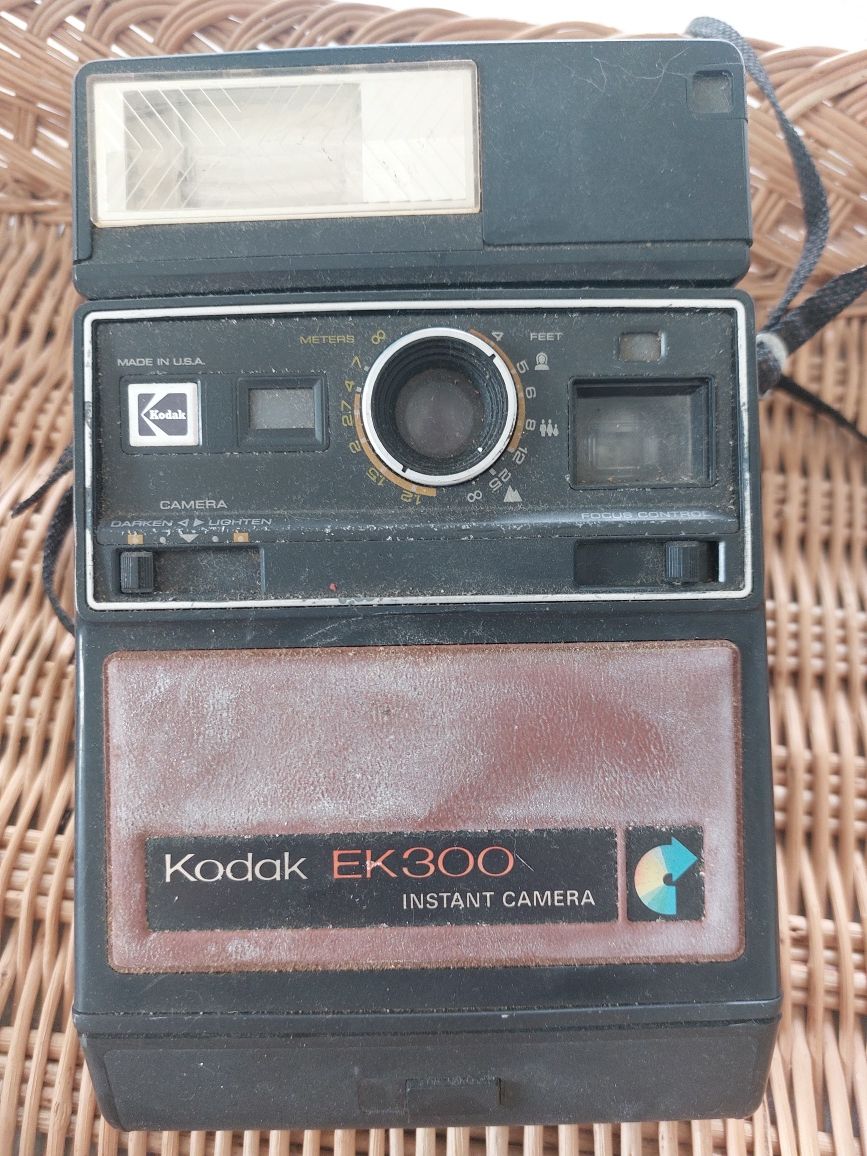 METERS ∞ 4 FEET
MADE IN U.S.A.
7 5
4 6
2.7
Kodak
8
2 12
1.5 25
1.2 ∞
CAMERA
DARKEN ◁ ▶ LIGHTEN
FOCUS CONTROL
Kodak EK300
INSTANT CAMERA